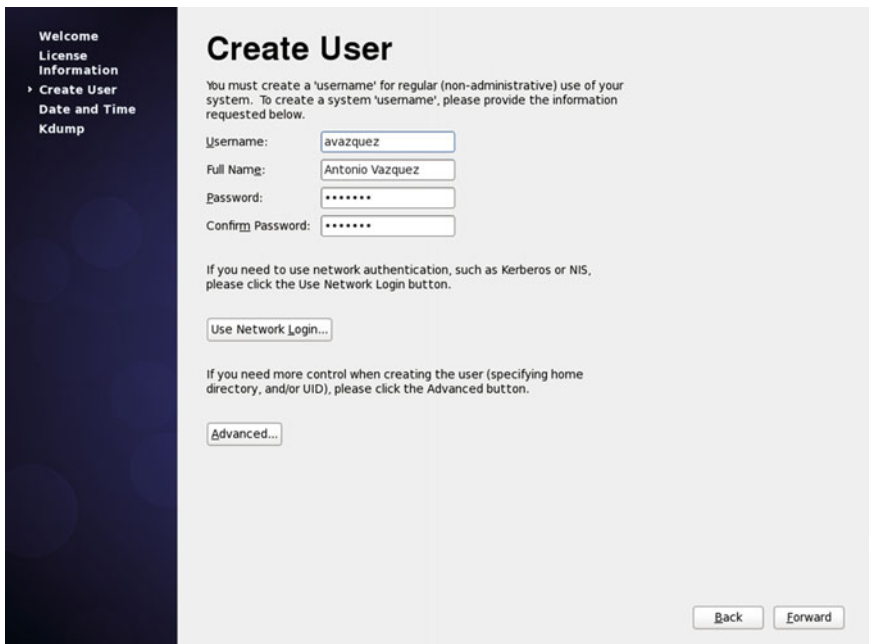 Welcome
License
Information
Create User
Date and Time
Kdump
Create User
You must create a 'username' for regular (non-administrative) use of your
system. To create a system 'username', please provide the information
requested below.
Username: avazquez
Full Name: Antonio Vazquez
Password: •••••••
Confirm Password: •••••••
If you need to use network authentication, such as Kerberos or NIS,
please click the Use Network Login button.
Use Network Login...
If you need more control when creating the user (specifying home
directory, and/or UID), please click the Advanced button.
Advanced...
Back Forward